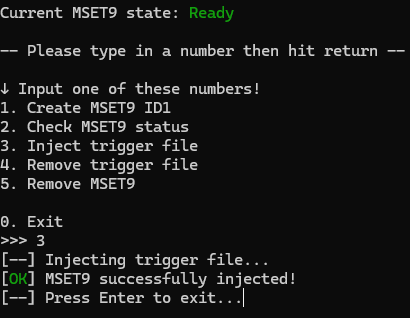 Current MSET9 state: Ready
-- Please type in a number then hit return --
↓ Input one of these numbers!
1. Create MSET9 ID1
2. Check MSET9 status
3. Inject trigger file
4. Remove trigger file
5. Remove MSET9
0. Exit
>>> 3
[--] Injecting trigger file...
[OK] MSET9 successfully injected!
[--] Press Enter to exit...